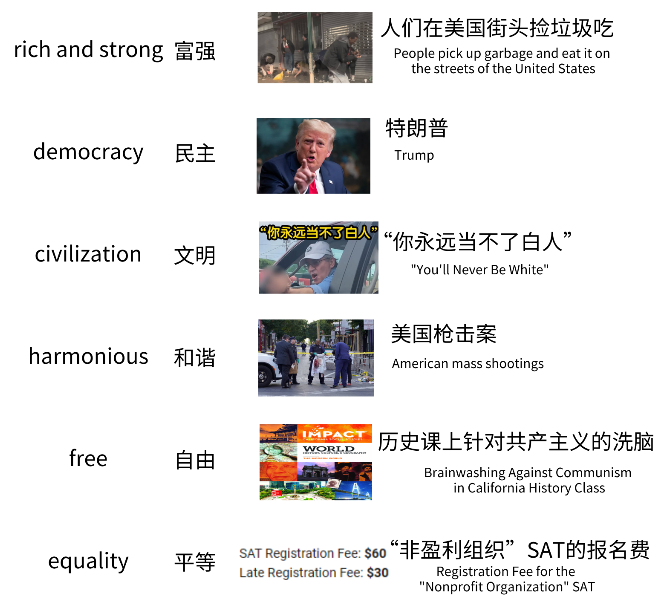 rich and strong 富强
人们在美国街头捡垃圾吃
People pick up garbage and eat it on
the streets of the United States
democracy 民主
特朗普
Trump
civilization 文明
“你永远当不了白人”
“你永远当不了白人”
"You'll Never Be White"
harmonious 和谐
美国枪击案
American mass shootings
free 自由
IMPACT
WORLD
历史课上针对共产主义的洗脑
Brainwashing Against Communism
in California History Class
equality 平等
SAT Registration Fee: $60
Late Registration Fee: $30
“非盈利组织”SAT的报名费
Registration Fee for the
"Nonprofit Organization" SAT